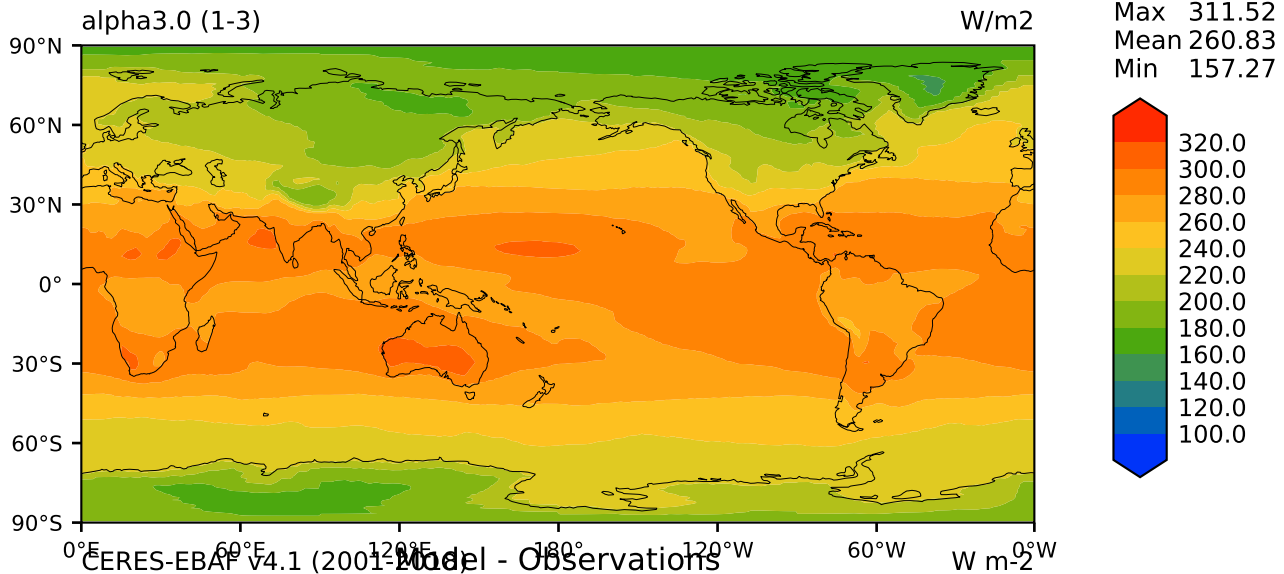 alpha3.0 (1-3)
W/m2
Max 311.52
Mean 260.83
Min 157.27
90°N
60°N
30°N
0°
30°S
60°S
90°S
0°E 60°E 120°E 180° 120°W 60°W 0°W
320.0
300.0
280.0
260.0
240.0
220.0
200.0
180.0
160.0
140.0
120.0
100.0
CERES-EBAF v4.1 (2001-2018)
Model - Observations
W m-2